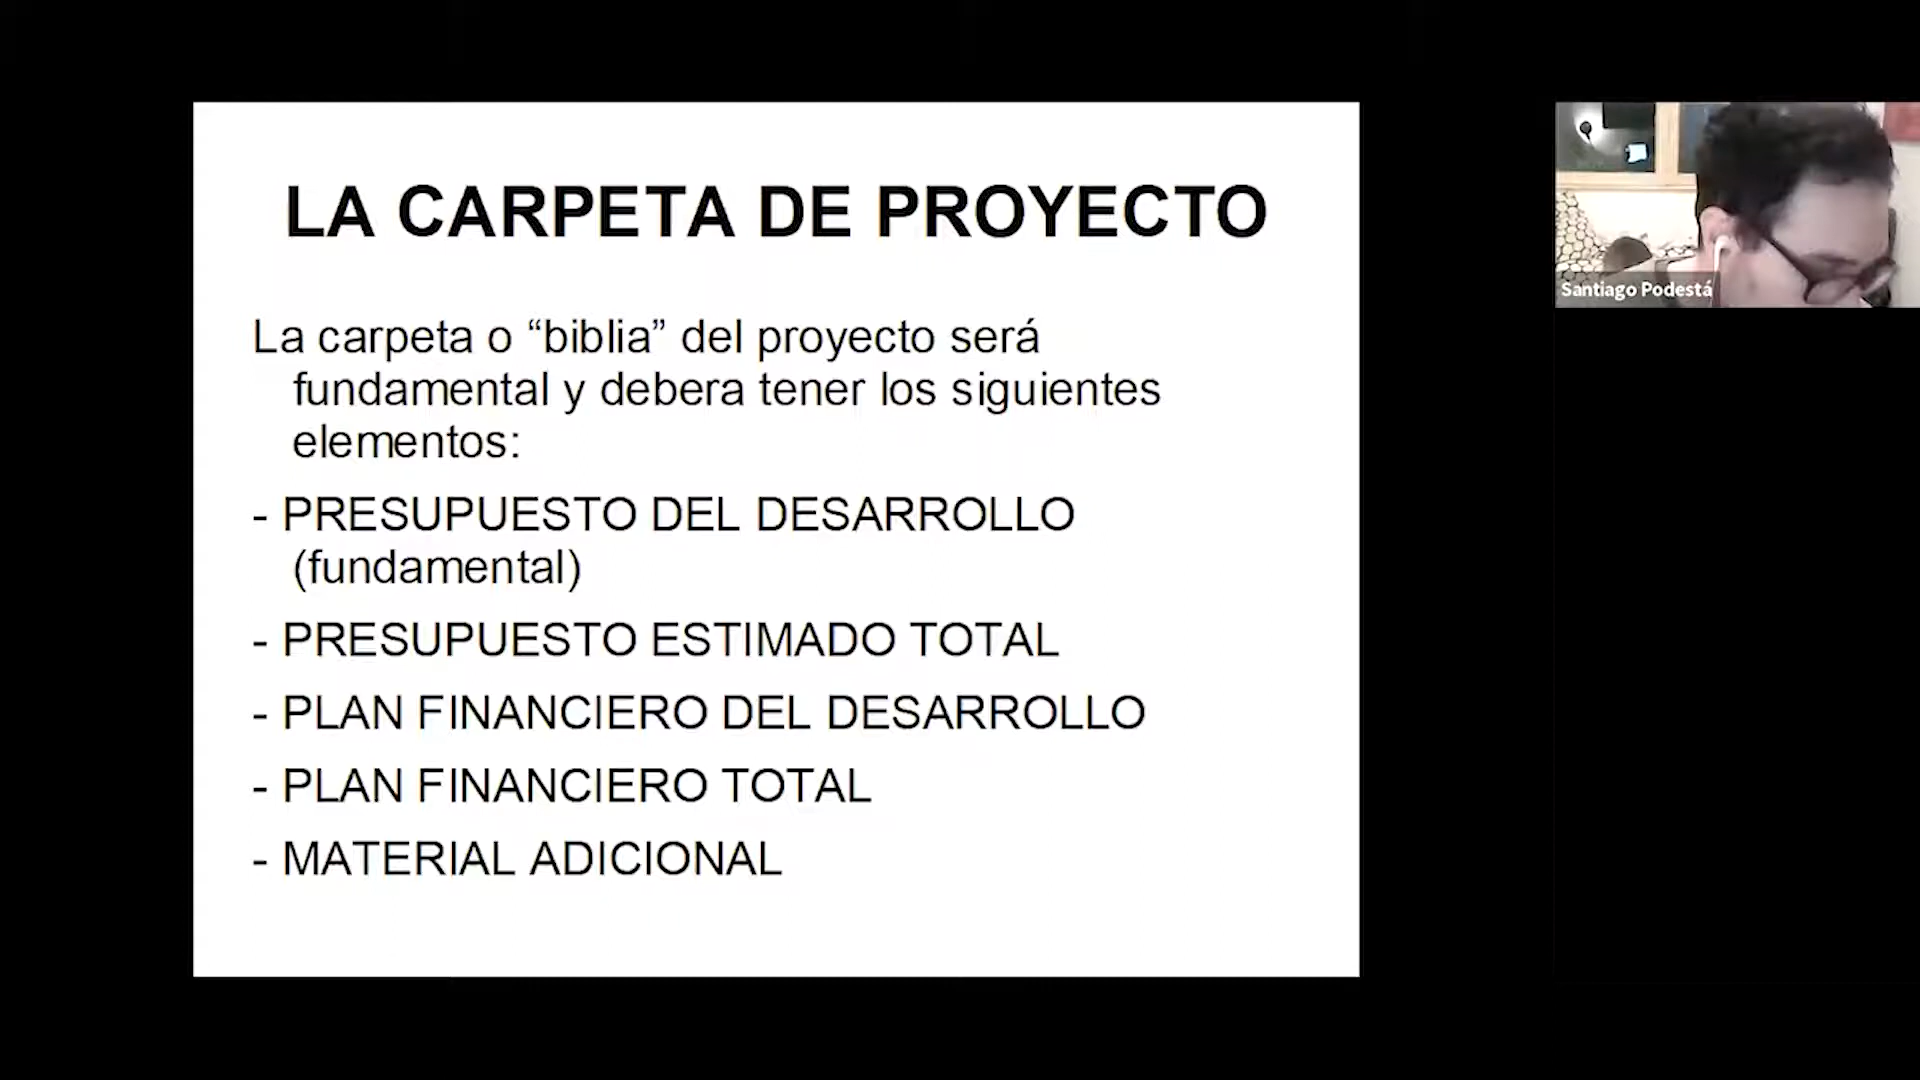 LA CARPETA DE PROYECTO
La carpeta o “biblia” del proyecto será
fundamental y debera tener los siguientes
elementos:
- PRESUPUESTO DEL DESARROLLO
(fundamental)
- PRESUPUESTO ESTIMADO TOTAL
- PLAN FINANCIERO DEL DESARROLLO
- PLAN FINANCIERO TOTAL
- MATERIAL ADICIONAL
Santiago Podestá